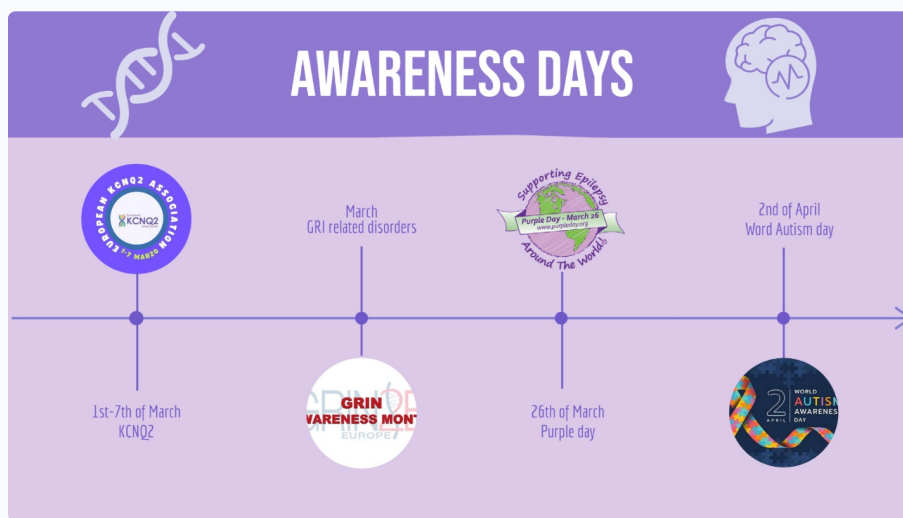 AWARENESS DAYS
EUROPEAN KCNQ2 ASSOCIATION
KCNQ2
1-7 MARZO
1st-7th of March
KCNQ2
March
GRI related disorders
GRIN
WARENESS MON
EUROPE
Supporting Epilepsy
Purple Day - March 26
www.purpleday.org
Around The World!
26th of March
Purple day
2nd of April
Word Autism day
2
APRIL
WORLD
AUTISM
AWARENES
DAY